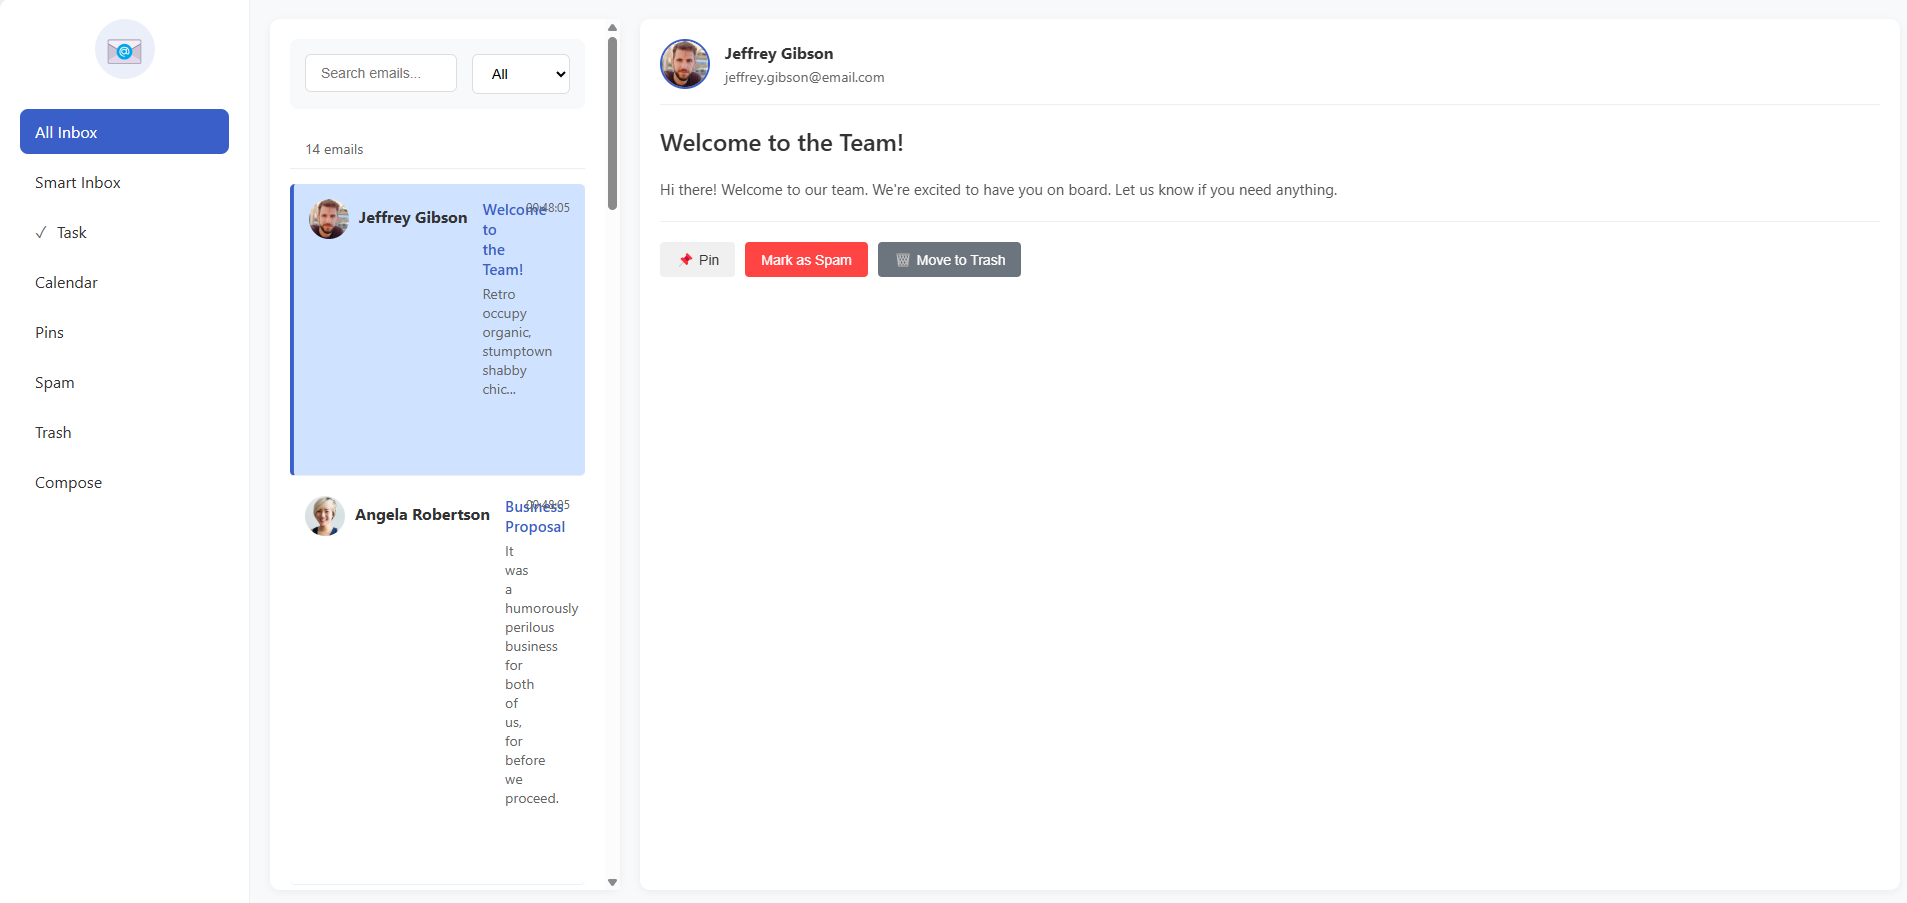 All Inbox
Smart Inbox
✓ Task
Calendar
Pins
Spam
Trash
Compose
Search emails...
All
14 emails
Jeffrey Gibson
00:48:05
Welcome
to
the
Team!
Retro
occupy
organic,
stumptown
shabby
chic...
Angela Robertson
00:48:05
Business
Proposal
It
was
a
humorously
perilous
business
for
both
of
us,
for
before
we
proceed.
Jeffrey Gibson
jeffrey.gibson@email.com
Welcome to the Team!
Hi there! Welcome to our team. We're excited to have you on board. Let us know if you need anything.
Pin
Mark as Spam
Move to Trash